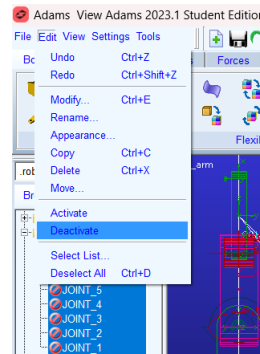 Adams View Adams 2023.1 Student Edition
File Edit View Settings Tools
Bo
s
Forces
Undo Ctrl+Z
Redo Ctrl+Shift+Z
Modify... Ctrl+E
Rename...
Appearance...
Copy Ctrl+C
Delete Ctrl+X
Move...
Flexi
.rob
_arm
Br
Activate
Deactivate
Select List...
Deselect All Ctrl+D
JOINT_5
JOINT_4
JOINT_3
JOINT_2
JOINT_1